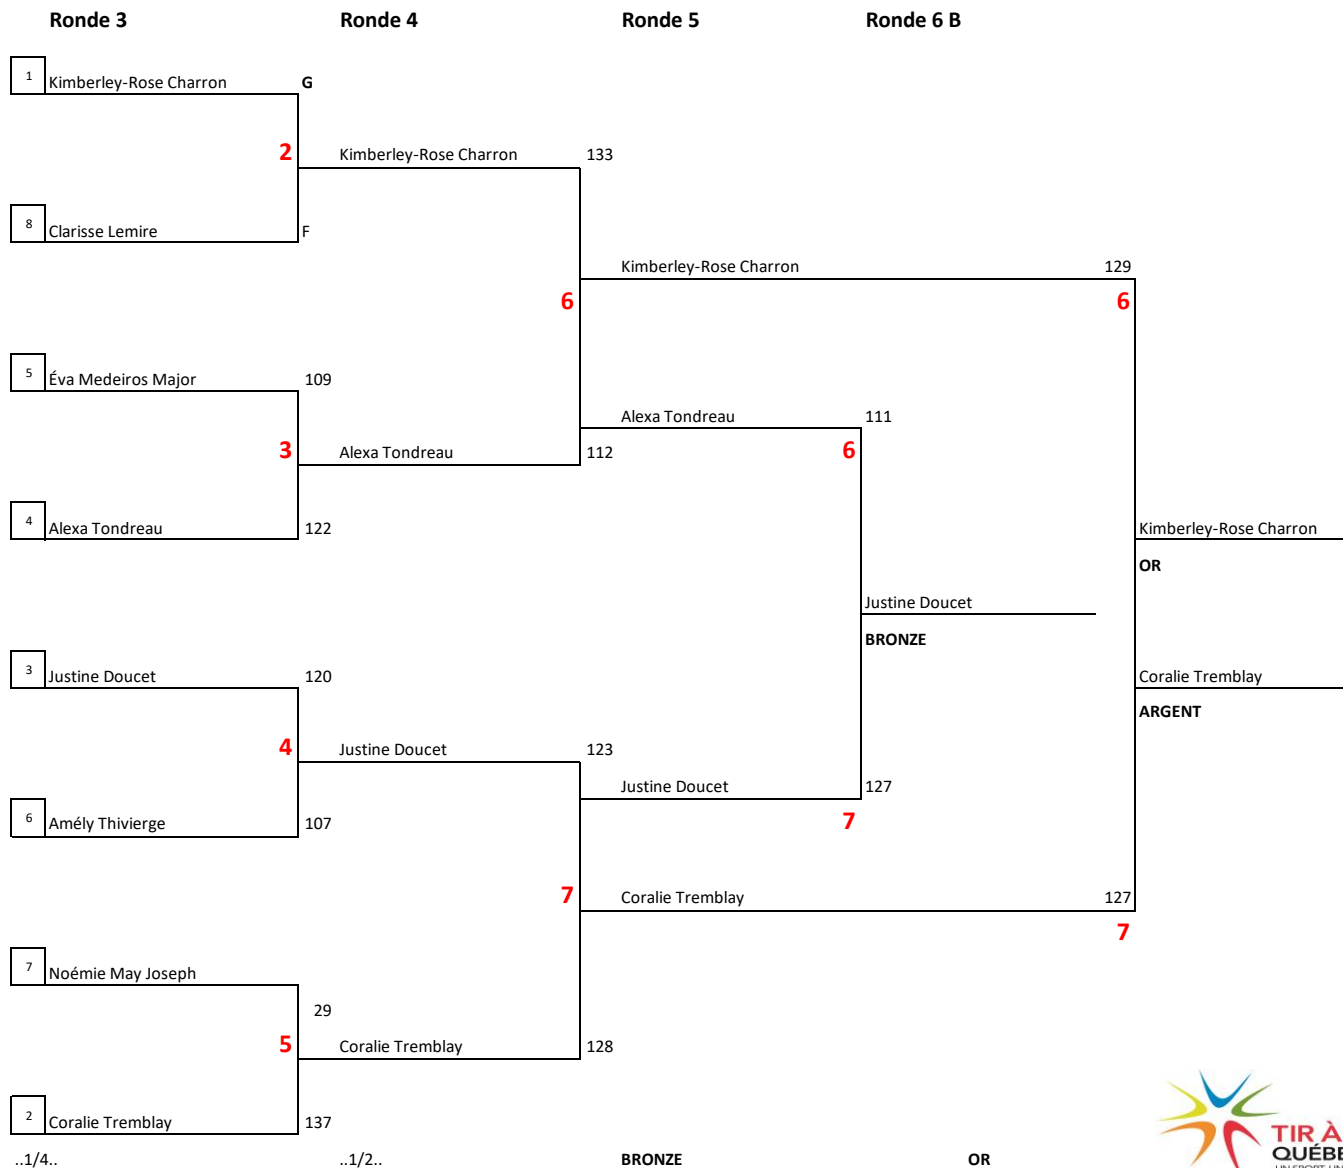 Ronde 3 Ronde 4 Ronde 5 Ronde 6 B
1 Kimberley-Rose Charron G
2 Kimberley-Rose Charron 133
8 Clarisse Lemire F
Kimberley-Rose Charron 129
6 6
5 Éva Medeiros Major 109
Alexa Tondreau 111
3 Alexa Tondreau 112 6
4 Alexa Tondreau 122 Kimberley-Rose Charron
OR
Justine Doucet
BRONZE
3 Justine Doucet 120 Coralie Tremblay
ARGENT
4 Justine Doucet 123
Justine Doucet 127
6 Amély Thivierge 107 7
7 Coralie Tremblay 127
7
7 Noémie May Joseph
29
5 Coralie Tremblay 128
2 Coralie Tremblay 137
..1/4.. ..1/2.. BRONZE OR
TIR À
QUÉB